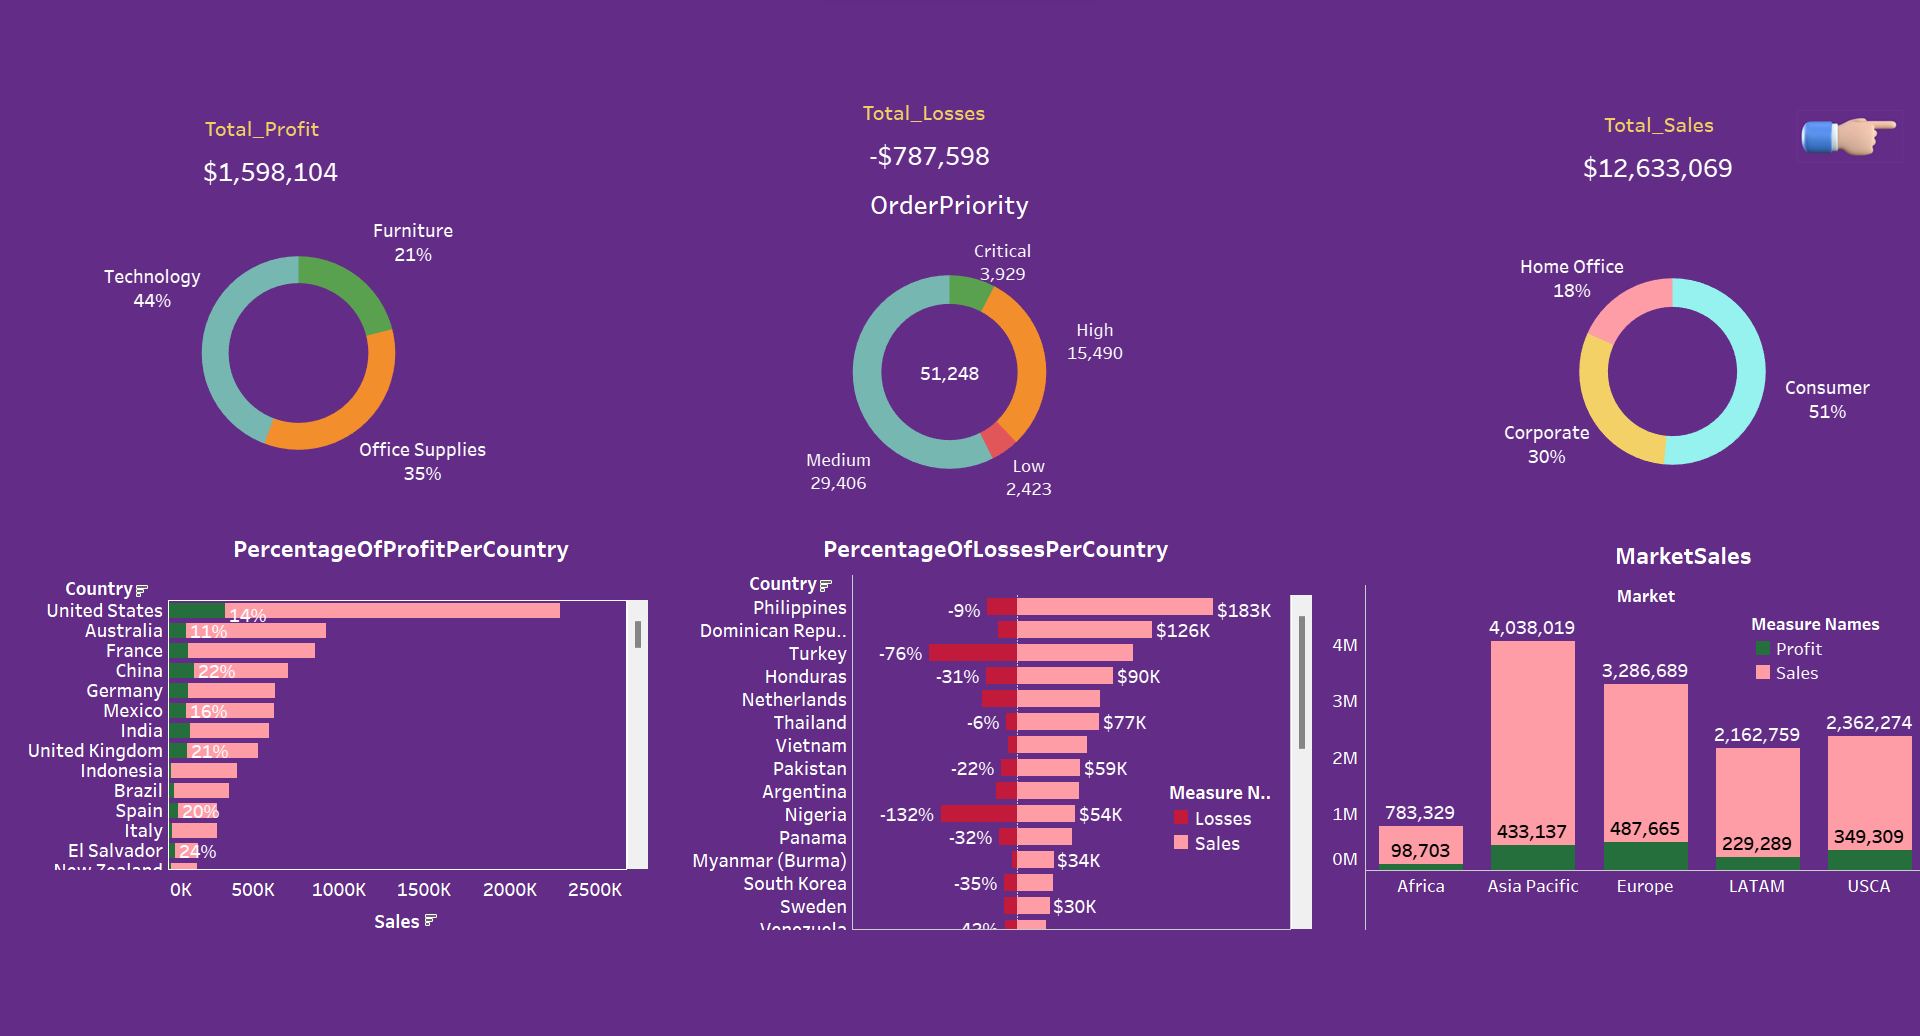 Total_Profit
$1,598,104
Total_Losses
-$787,598
Total_Sales
$12,633,069
Furniture
21%
Technology
44%
Office Supplies
35%
OrderPriority
Critical
3,929
High
15,490
51,248
Medium
29,406
Low
2,423
Home Office
18%
Consumer
51%
Corporate
30%
PercentageOfProfitPerCountry
Country
United States 14%
Australia 11%
France
China 22%
Germany
Mexico 16%
India
United Kingdom 21%
Indonesia
Brazil
Spain 20%
Italy
El Salvador 24%
New Zealand
0K 500K 1000K 1500K 2000K 2500K
Sales
PercentageOfLossesPerCountry
Country
Philippines -9% $183K
Dominican Repu.. $126K
Turkey -76%
Honduras -31% $90K
Netherlands
Thailand -6% $77K
Vietnam
Pakistan -22% $59K
Argentina
Nigeria -132% $54K
Panama -32%
Myanmar (Burma) $34K
South Korea -35%
Sweden $30K
Venezuela
Measure N..
Losses
Sales
MarketSales
Market
Measure Names
Profit
Sales
4M
3M
2M
1M
0M
783,329
98,703
4,038,019
433,137
3,286,689
487,665
2,162,759
229,289
2,362,274
349,309
Africa Asia Pacific Europe LATAM USCA